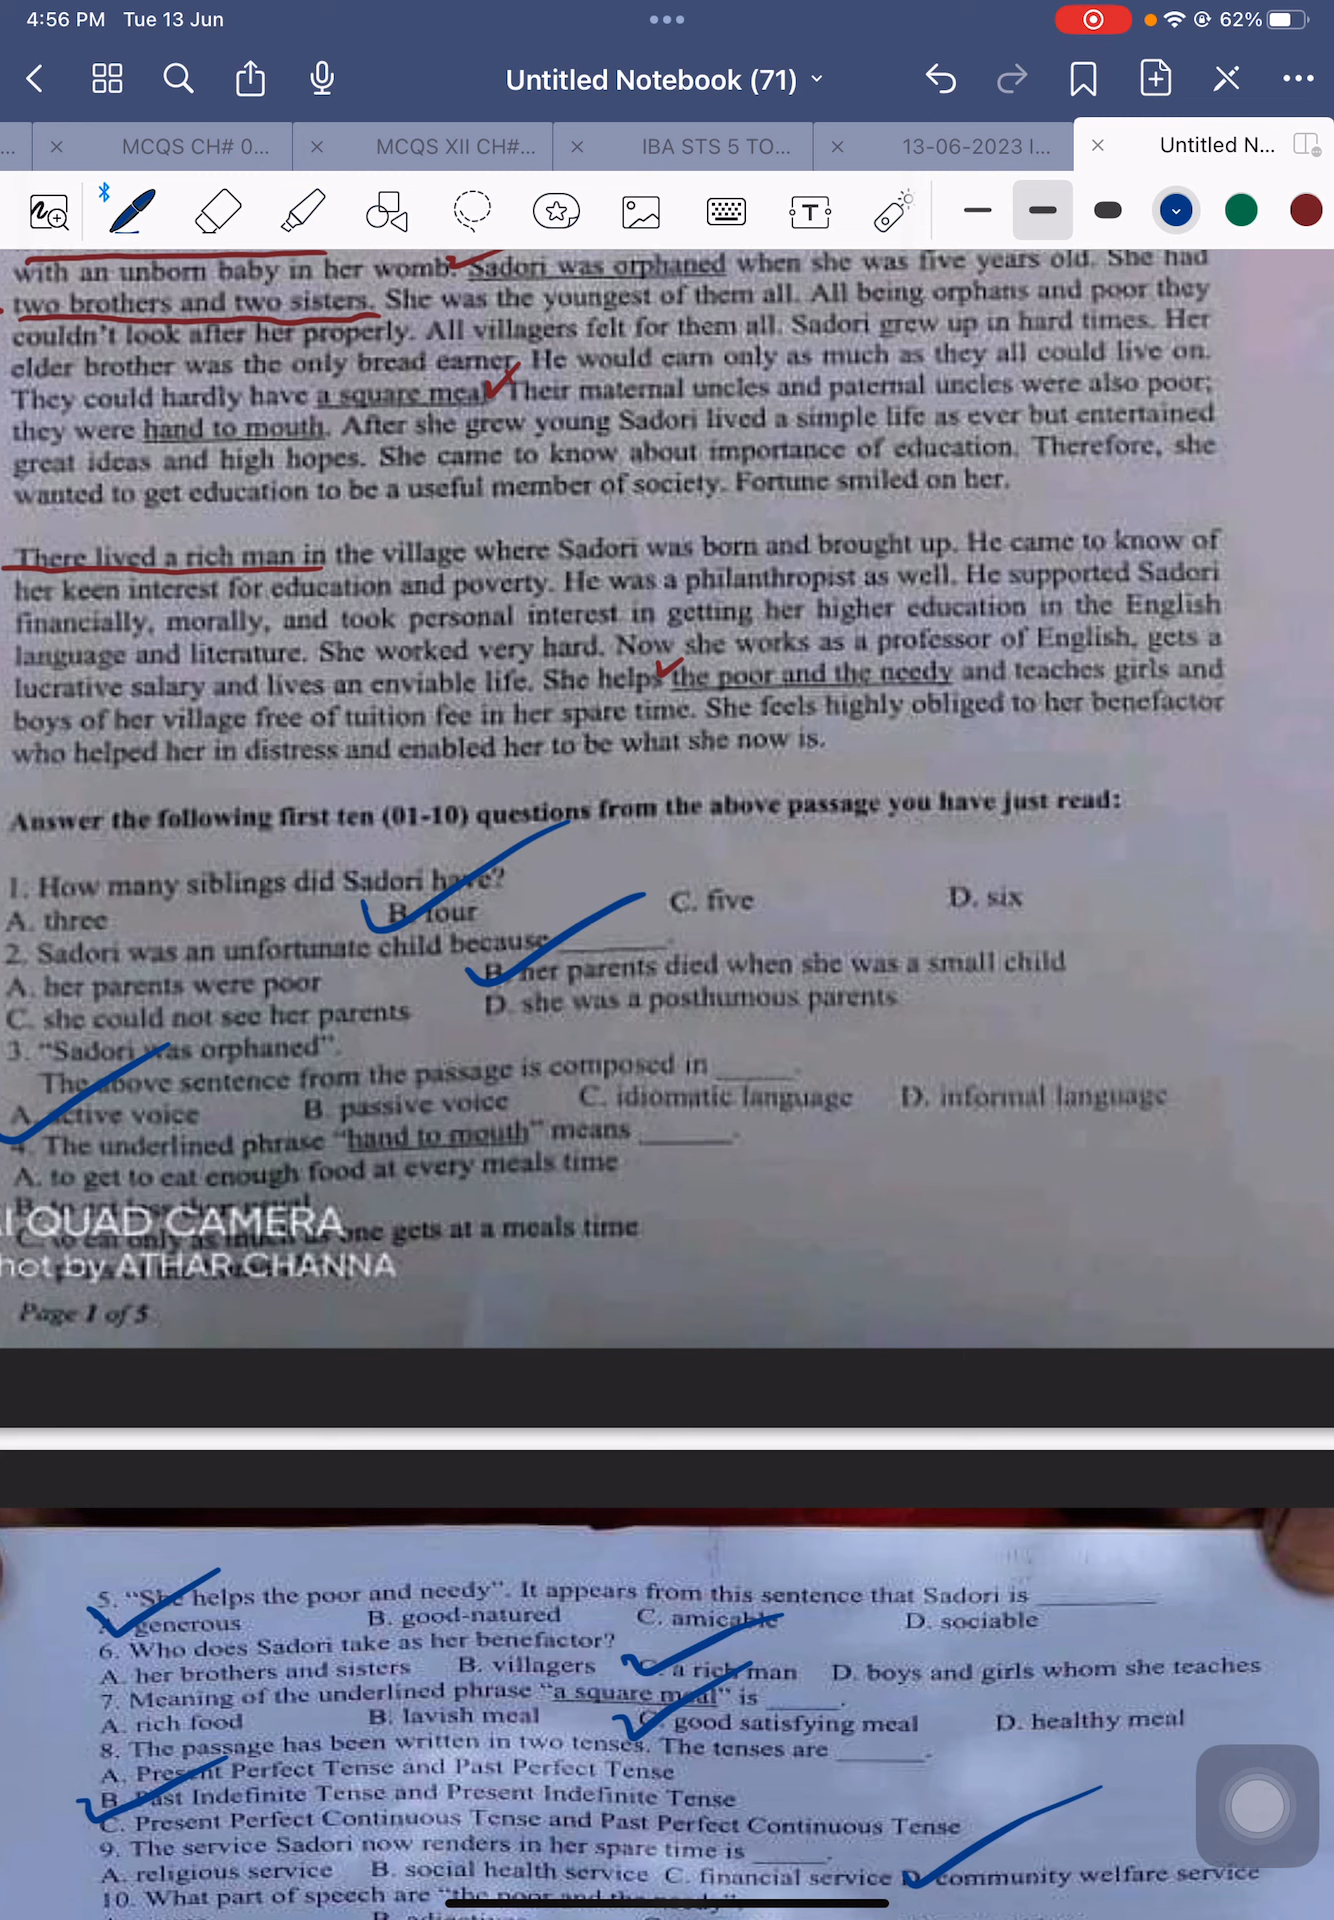 4:56 PM Tue 13 Jun
62%
Untitled Notebook (71)
... MCQS CH# 0... MCQS XII CH#... IBA STS 5 TO... 13-06-2023 I... Untitled N...
with an unborn baby in her womb. Sadori was orphaned when she was five years old. She had
two brothers and two sisters. She was the youngest of them all. All being orphans and poor they
couldn't look after her properly. All villagers felt for them all. Sadori grew up in hard times. Her
elder brother was the only bread earner. He would earn only as much as they all could live on.
They could hardly have a square meal. Their maternal uncles and paternal uncles were also poor;
they were hand to mouth. After she grew young Sadori lived a simple life as ever but entertained
great ideas and high hopes. She came to know about importance of education. Therefore, she
wanted to get education to be a useful member of society. Fortune smiled on her.
There lived a rich man in the village where Sadori was born and brought up. He came to know of
her keen interest for education and poverty. He was a philanthropist as well. He supported Sadori
financially, morally, and took personal interest in getting her higher education in the English
language and literature. She worked very hard. Now she works as a professor of English, gets a
lucrative salary and lives an enviable life. She helps the poor and the needy and teaches girls and
boys of her village free of tuition fee in her spare time. She feels highly obliged to her benefactor
who helped her in distress and enabled her to be what she now is.
Answer the following first ten (01-10) questions from the above passage you have just read:
1. How many siblings did Sadori have?
A. three B. four C. five D. six
2. Sadori was an unfortunate child because ______.
A. her parents were poor B. her parents died when she was a small child
C. she could not see her parents D. she was a posthumous parents
3. "Sadori was orphaned".
The above sentence from the passage is composed in ______.
A. active voice B. passive voice C. idiomatic language D. informal language
4. The underlined phrase "hand to mouth" means ______.
A. to get to eat enough food at every meals time
B. to
C. to eat only as much as one gets at a meals time
AI QUAD CAMERA
Shot by ATHAR CHANNA
Page 1 of 5
5. "She helps the poor and needy". It appears from this sentence that Sadori is ______
A. generous B. good-natured C. amicable D. sociable
6. Who does Sadori take as her benefactor?
A. her brothers and sisters B. villagers C. a rich man D. boys and girls whom she teaches
7. Meaning of the underlined phrase "a square meal" is ______.
A. rich food B. lavish meal C. good satisfying meal D. healthy meal
8. The passage has been written in two tenses. The tenses are ______.
A. Present Perfect Tense and Past Perfect Tense
B. Past Indefinite Tense and Present Indefinite Tense
C. Present Perfect Continuous Tense and Past Perfect Continuous Tense
9. The service Sadori now renders in her spare time is ______.
A. religious service B. social health service C. financial service D. community welfare service
10. What part of speech are "the poor and the needy"